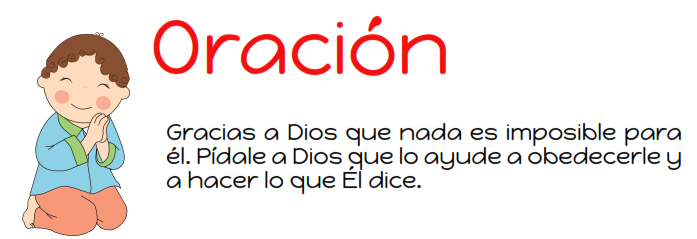 Oración
Gracias a Dios que nada es imposible para
él. Pídale a Dios que lo ayude a obedecerle y
a hacer lo que Él dice.